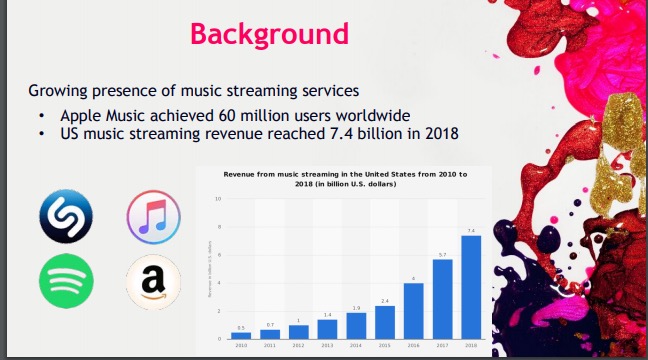 Background
Growing presence of music streaming services
• Apple Music achieved 60 million users worldwide
• US music streaming revenue reached 7.4 billion in 2018
Revenue from music streaming in the United States from 2010 to
2018 (in billion U.S. dollars)
Revenue in billion U.S. dollars
10
8
6
4
2
0
0.5
0.7
1
1.4
1.9
2.4
4
5.7
7.4
2010 2011 2012 2013 2014 2015 2016 2017 2018
a